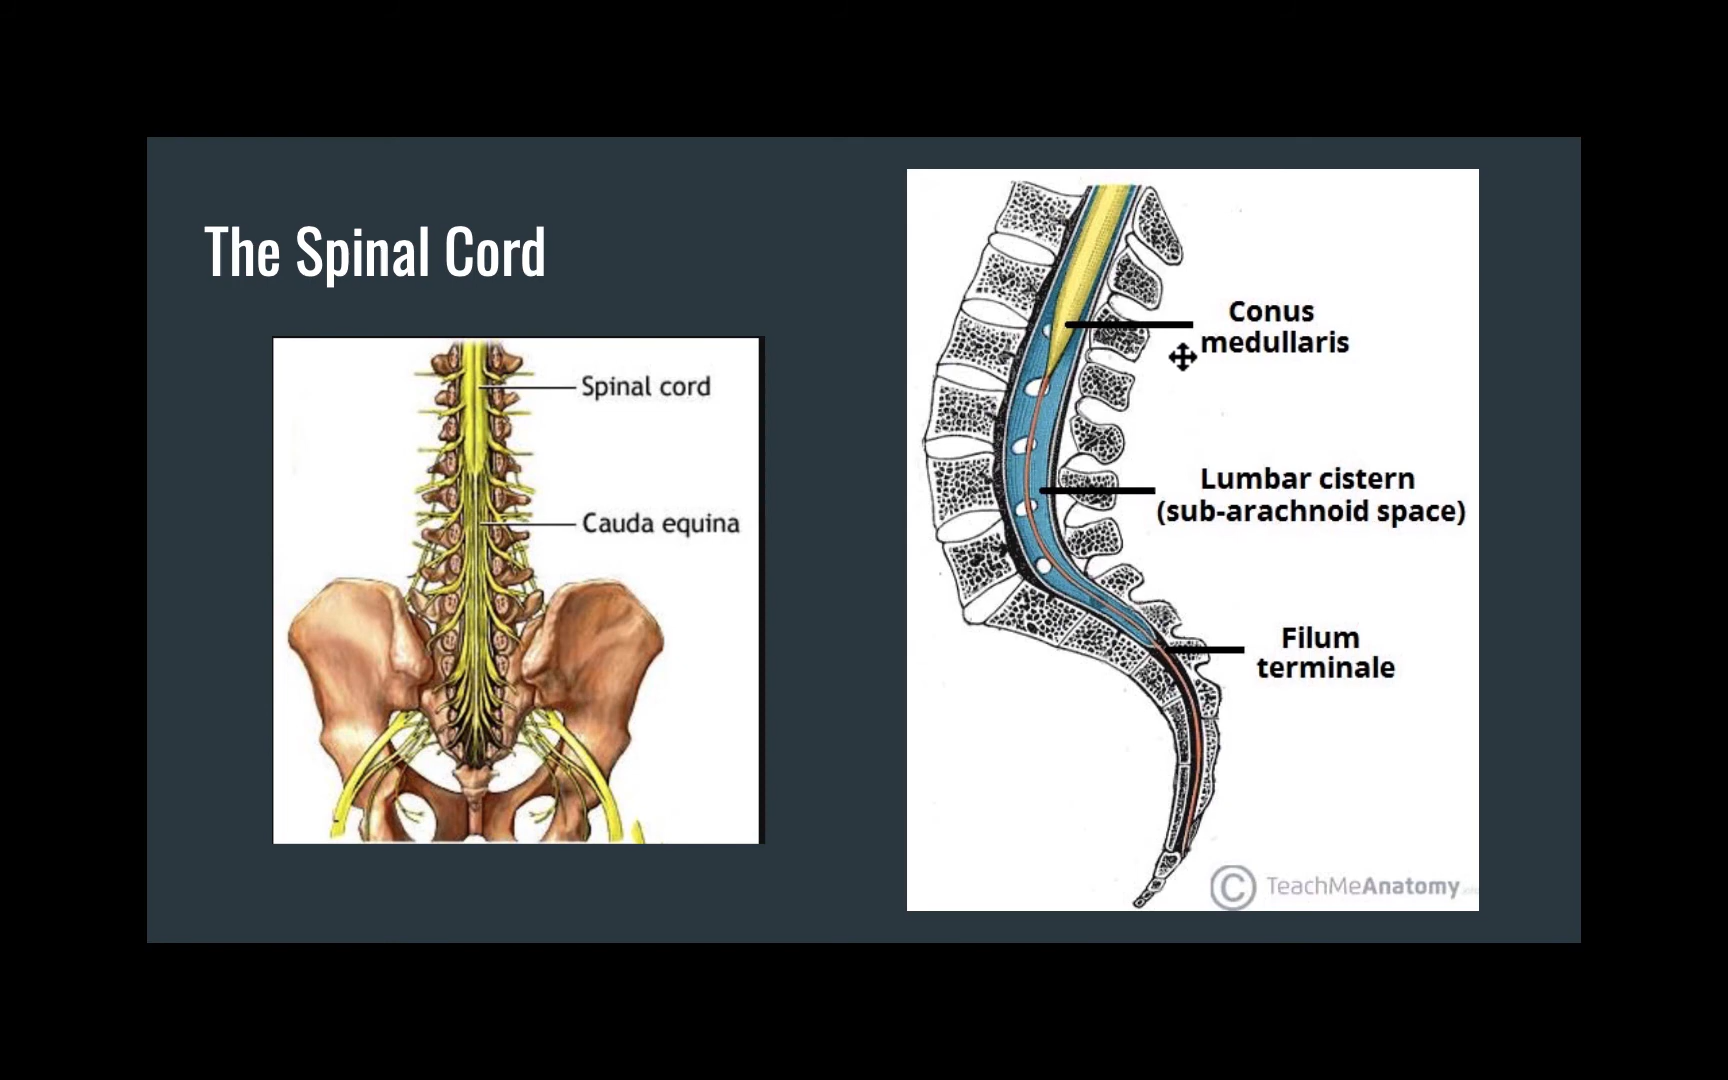 The Spinal Cord
Spinal cord
Cauda equina
Conus
medullaris
Lumbar cistern
(sub-arachnoid space)
Filum
terminale
© TeachMeAnatomy